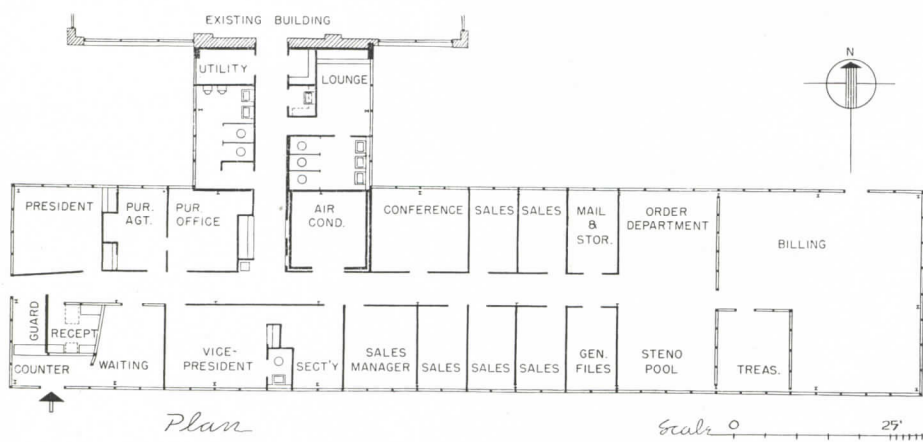 EXISTING BUILDING
UTILITY
LOUNGE
N
PRESIDENT
PUR. AGT.
PUR. OFFICE
AIR COND.
CONFERENCE
SALES
SALES
MAIL & STOR.
ORDER DEPARTMENT
BILLING
GUARD
RECEPT
COUNTER
WAITING
VICE-PRESIDENT
SECT'Y
SALES MANAGER
SALES
SALES
SALES
GEN. FILES
STENO POOL
TREAS.
Plan
Scale 0 25'